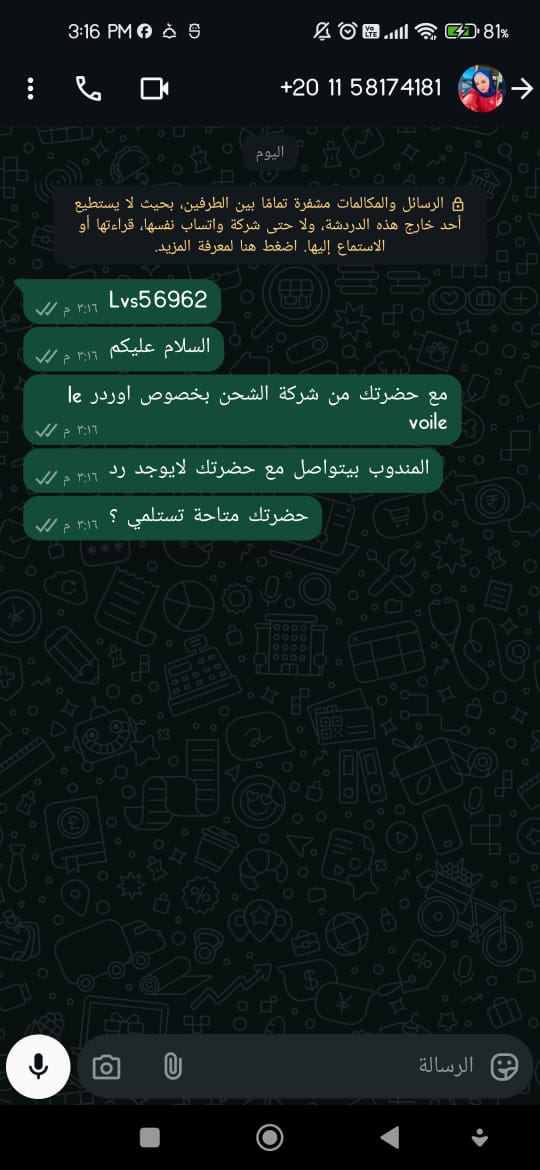 3:16 PM
81%
+20 11 58174181
اليوم
الرسائل والمكالمات مشفرة تمامًا بين الطرفين، بحيث لا يستطيع
أحد خارج هذه الدردشة، ولا حتى شركة واتساب نفسها، قراءتها أو
الاستماع إليها. اضغط هنا لمعرفة المزيد.
Lvs56962
٣:١٦ م
السلام عليكم
٣:١٦ م
مع حضرتك من شركة الشحن بخصوص اوردر le
voile
٣:١٦ م
المندوب بيتواصل مع حضرتك لايوجد رد
٣:١٦ م
حضرتك متاحة تستلمي ؟
٣:١٦ م
الرسالة